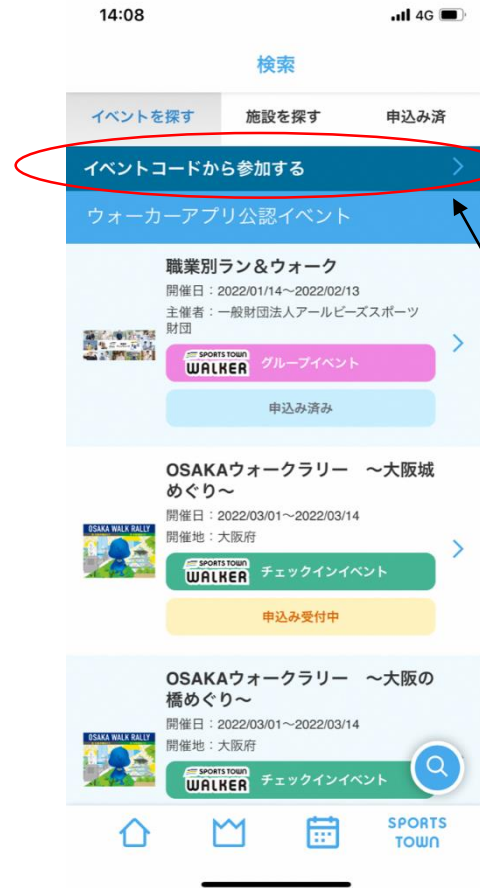 14:08
4G
検索
イベントを探す 施設を探す 申込み済
イベントコードから参加する
ウォーカーアプリ公認イベント
職業別ラン＆ウォーク
開催日：2022/01/14〜2022/02/13
主催者：一般財団法人アールビーズスポーツ
財団
SPORTS TOWN
WALKER グループイベント
申込み済み
OSAKAウォークラリー　〜大阪城
めぐり〜
開催日：2022/03/01〜2022/03/14
開催地：大阪府
OSAKA WALK RALLY
SPORTS TOWN
WALKER チェックインイベント
申込み受付中
OSAKAウォークラリー　〜大阪の
橋めぐり〜
開催日：2022/03/01〜2022/03/14
開催地：大阪府
OSAKA WALK RALLY
SPORTS TOWN
WALKER チェックインイベント
SPORTS
TOWN